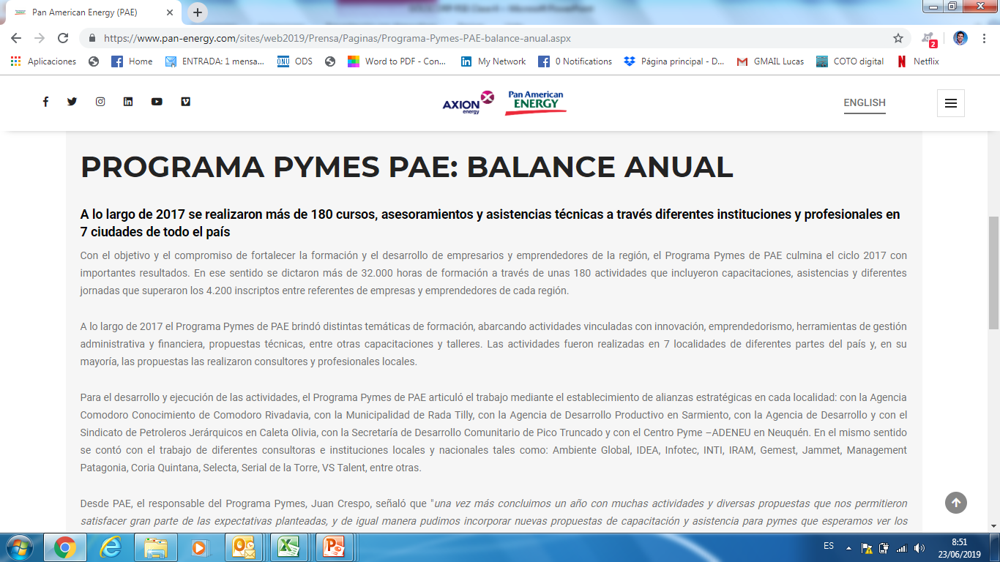 Pan American Energy (PAE)
https://www.pan-energy.com/sites/web2019/Prensa/Paginas/Programa-Pymes-PAE-balance-anual.aspx
2
Aplicaciones Home ENTRADA: 1 mensa... ONU ODS Word to PDF - Con... My Network 0 Notifications Página principal - D... GMAIL Lucas COTO digital Netflix
AXION energy Pan American ENERGY ENGLISH
PROGRAMA PYMES PAE: BALANCE ANUAL
A lo largo de 2017 se realizaron más de 180 cursos, asesoramientos y asistencias técnicas a través diferentes instituciones y profesionales en
7 ciudades de todo el país
Con el objetivo y el compromiso de fortalecer la formación y el desarrollo de empresarios y emprendedores de la región, el Programa Pymes de PAE culmina el ciclo 2017 con
importantes resultados. En ese sentido se dictaron más de 32.000 horas de formación a través de unas 180 actividades que incluyeron capacitaciones, asistencias y diferentes
jornadas que superaron los 4.200 inscriptos entre referentes de empresas y emprendedores de cada región.
A lo largo de 2017 el Programa Pymes de PAE brindó distintas temáticas de formación, abarcando actividades vinculadas con innovación, emprendedorismo, herramientas de gestión
administrativa y financiera, propuestas técnicas, entre otras capacitaciones y talleres. Las actividades fueron realizadas en 7 localidades de diferentes partes del país y, en su
mayoría, las propuestas las realizaron consultores y profesionales locales.
Para el desarrollo y ejecución de las actividades, el Programa Pymes de PAE articuló el trabajo mediante el establecimiento de alianzas estratégicas en cada localidad: con la Agencia
Comodoro Conocimiento de Comodoro Rivadavia, con la Municipalidad de Rada Tilly, con la Agencia de Desarrollo Productivo en Sarmiento, con la Agencia de Desarrollo y con el
Sindicato de Petroleros Jerárquicos en Caleta Olivia, con la Secretaría de Desarrollo Comunitario de Pico Truncado y con el Centro Pyme –ADENEU en Neuquén. En el mismo sentido
se contó con el trabajo de diferentes consultoras e instituciones locales y nacionales tales como: Ambiente Global, IDEA, Infotec, INTI, IRAM, Gemest, Jammet, Management
Patagonia, Coria Quintana, Selecta, Serial de la Torre, VS Talent, entre otras.
Desde PAE, el responsable del Programa Pymes, Juan Crespo, señaló que "una vez más concluimos un año con muchas actividades y diversas propuestas que nos permitieron
satisfacer gran parte de las expectativas planteadas, y de igual manera pudimos incorporar nuevas propuestas de capacitación y asistencia para pymes que esperamos ver los
ES 8:51
23/06/2019